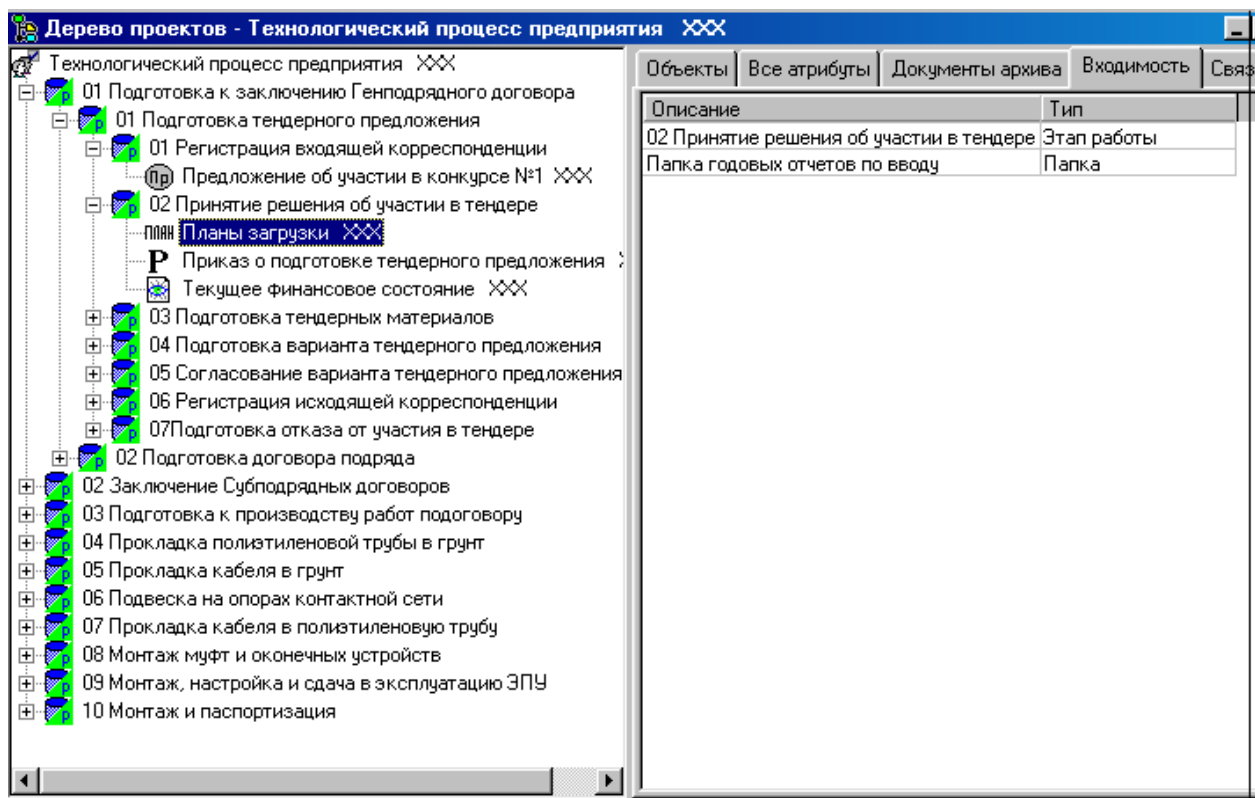 Дерево проектов - Технологический процесс предприятия XXX
Технологический процесс предприятия XXX
01 Подготовка к заключению Генподрядного договора
01 Подготовка тендерного предложения
01 Регистрация входящей корреспонденции
Пр Предложение об участии в конкурсе №1 XXX
02 Принятие решения об участии в тендере
ПЛАН Планы загрузки XXX
Р Приказ о подготовке тендерного предложения
Текущее финансовое состояние XXX
03 Подготовка тендерных материалов
04 Подготовка варианта тендерного предложения
05 Согласование варианта тендерного предложения
06 Регистрация исходящей корреспонденции
07Подготовка отказа от участия в тендере
02 Подготовка договора подряда
02 Заключение Субподрядных договоров
03 Подготовка к производству работ подоговору
04 Прокладка полиэтиленовой трубы в грунт
05 Прокладка кабеля в грунт
06 Подвеска на опорах контактной сети
07 Прокладка кабеля в полиэтиленовую трубу
08 Монтаж муфт и оконечных устройств
09 Монтаж, настройка и сдача в эксплуатацию ЗПУ
10 Монтаж и паспортизация
Объекты Все атрибуты Документы архива Входимость Связ
Описание Тип
02 Принятие решения об участии в тендере Этап работы
Папка годовых отчетов по вводу Папка